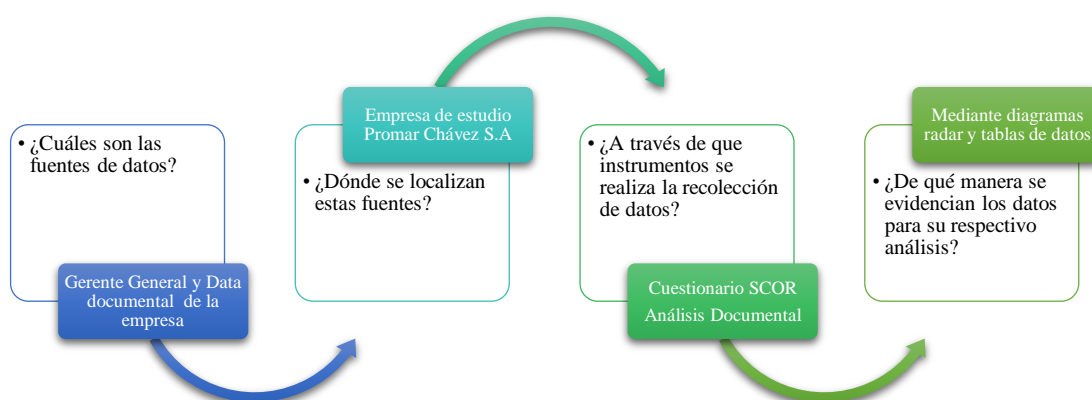 • ¿Cuáles son las
fuentes de datos?
Gerente General y Data
documental de la
empresa
Empresa de estudio
Promar Chávez S.A
• ¿Dónde se localizan
estas fuentes?
• ¿A través de que
instrumentos se
realiza la recolección
de datos?
Cuestionario SCOR
Análisis Documental
Mediante diagramas
radar y tablas de datos
• ¿De qué manera se
evidencian los datos
para su respectivo
análisis?